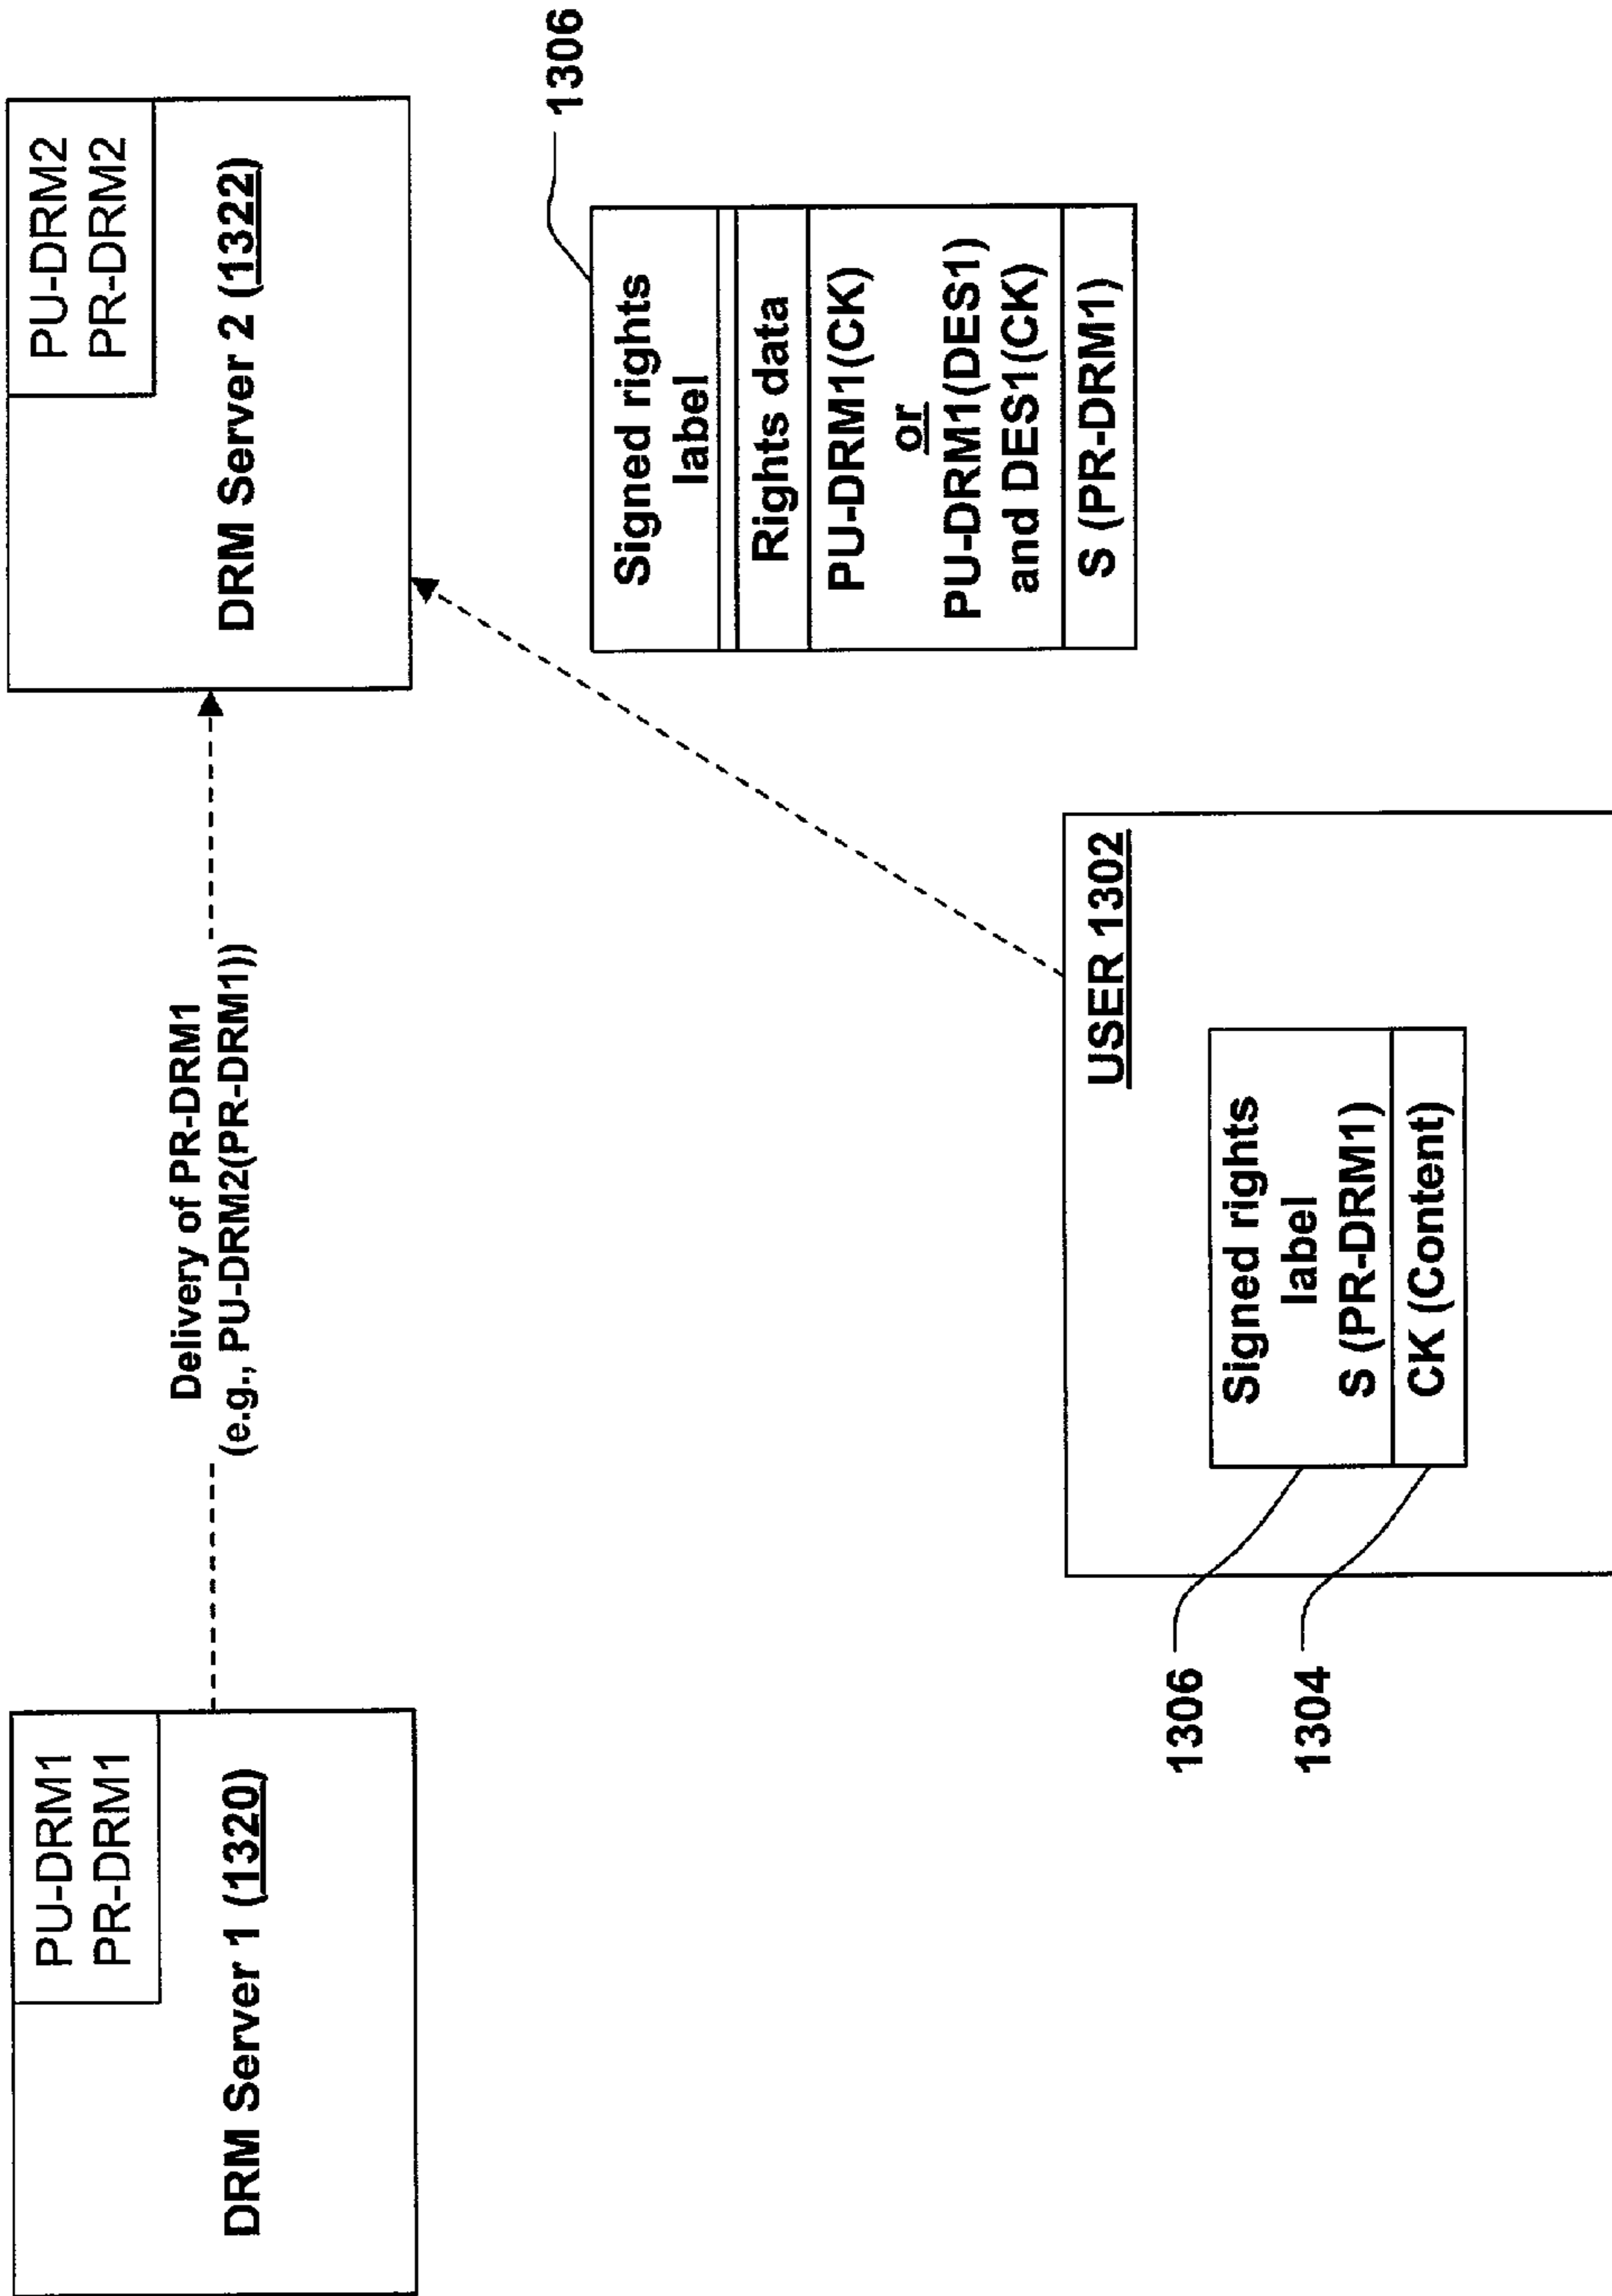 PU-DRM1
PR-DRM1
DRM Server 1 (1320)
Delivery of PR-DRM1
(e.g., PU-DRM2(PR-DRM1))
PU-DRM2
PR-DRM2
DRM Server 2 (1322)
1306
Signed rights
label
Rights data
PU-DRM1(CK)
or
PU-DRM1(DES1)
and DES1(CK)
S (PR-DRM1)
USER 1302
Signed rights
label
S (PR-DRM1)
CK (Content)
1306
1304